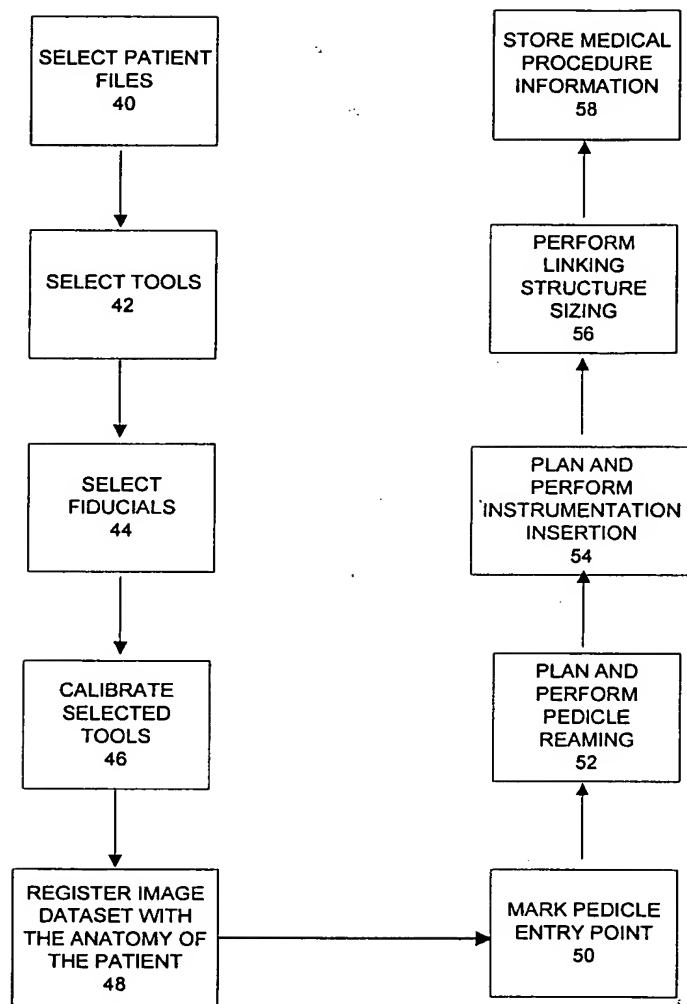 SELECT PATIENT
FILES
40
SELECT TOOLS
42
SELECT
FIDUCIALS
44
CALIBRATE
SELECTED
TOOLS
46
REGISTER IMAGE
DATASET WITH
THE ANATOMY OF
THE PATIENT
48
MARK PEDICLE
ENTRY POINT
50
PLAN AND
PERFORM
PEDICLE
REAMING
52
PLAN AND
PERFORM
INSTRUMENTATION
INSERTION
54
PERFORM
LINKING
STRUCTURE
SIZING
56
STORE MEDICAL
PROCEDURE
INFORMATION
58